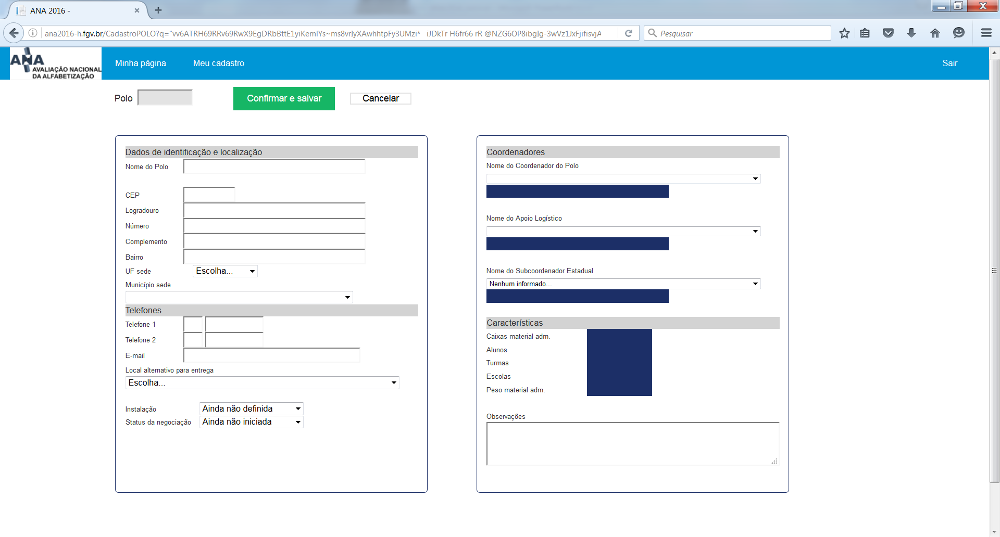 ANA 2016 -
ana2016-h.fgv.br/CadastroPOLO?q="vv6ATRH69RRv69RwX9EgDRbBttE1yiKemlYs~ms8vrIyXAwhhtpFy3UMzi* iJDkTr H6fr66 rR @NZG6OP8ibgIg-3wVz1JxFjifisvjA
Pesquisar
ANA
AVALIAÇÃO NACIONAL
DA ALFABETIZAÇÃO
Minha página
Meu cadastro
Sair
Polo
Confirmar e salvar
Cancelar
Dados de identificação e localização
Nome do Polo
CEP
Logradouro
Número
Complemento
Bairro
UF sede
Escolha...
Município sede
Telefones
Telefone 1
Telefone 2
E-mail
Local alternativo para entrega
Escolha...
Instalação
Ainda não definida
Status da negociação
Ainda não iniciada
Coordenadores
Nome do Coordenador do Polo
Nome do Apoio Logístico
Nome do Subcoordenador Estadual
Nenhum informado...
Características
Caixas material adm.
Alunos
Turmas
Escolas
Peso material adm.
Observações